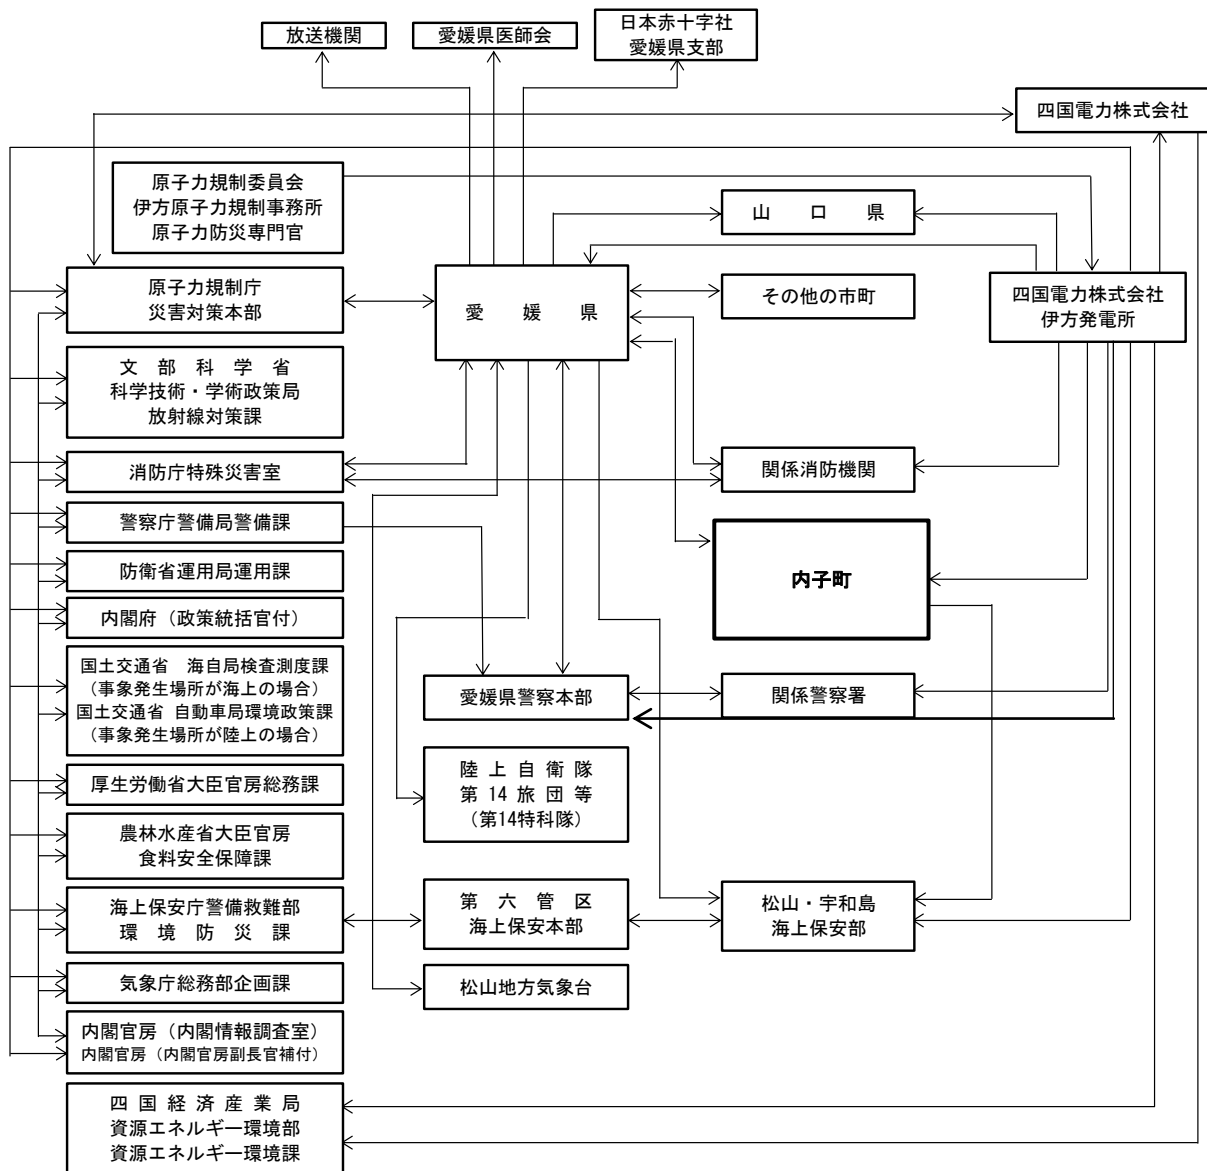 放送機関
愛媛県医師会
日本赤十字社
愛媛県支部
四国電力株式会社
原子力規制委員会
伊方原子力規制事務所
原子力防災専門官
山　口　県
原子力規制庁
災害対策本部
愛　媛　県
その他の市町
四国電力株式会社
伊方発電所
文　部　科　学　省
科学技術・学術政策局
放射線対策課
消防庁特殊災害室
関係消防機関
警察庁警備局警備課
内子町
防衛省運用局運用課
内閣府（政策統括官付）
国土交通省　海自局検査測度課
（事象発生場所が海上の場合）
国土交通省 自動車局環境政策課
（事象発生場所が陸上の場合）
愛媛県警察本部
関係警察署
厚生労働省大臣官房総務課
陸 上 自 衛 隊
第 14 旅 団 等
（第14特科隊）
農林水産省大臣官房
食料安全保障課
海上保安庁警備救難部
環　境　防　災　課
第　六　管　区
海上保安本部
松山・宇和島
海上保安部
気象庁総務部企画課
松山地方気象台
内閣官房（内閣情報調査室）
内閣官房（内閣官房副長官補付）
四 国 経 済 産 業 局
資源エネルギー環境部
資源エネルギー環境課